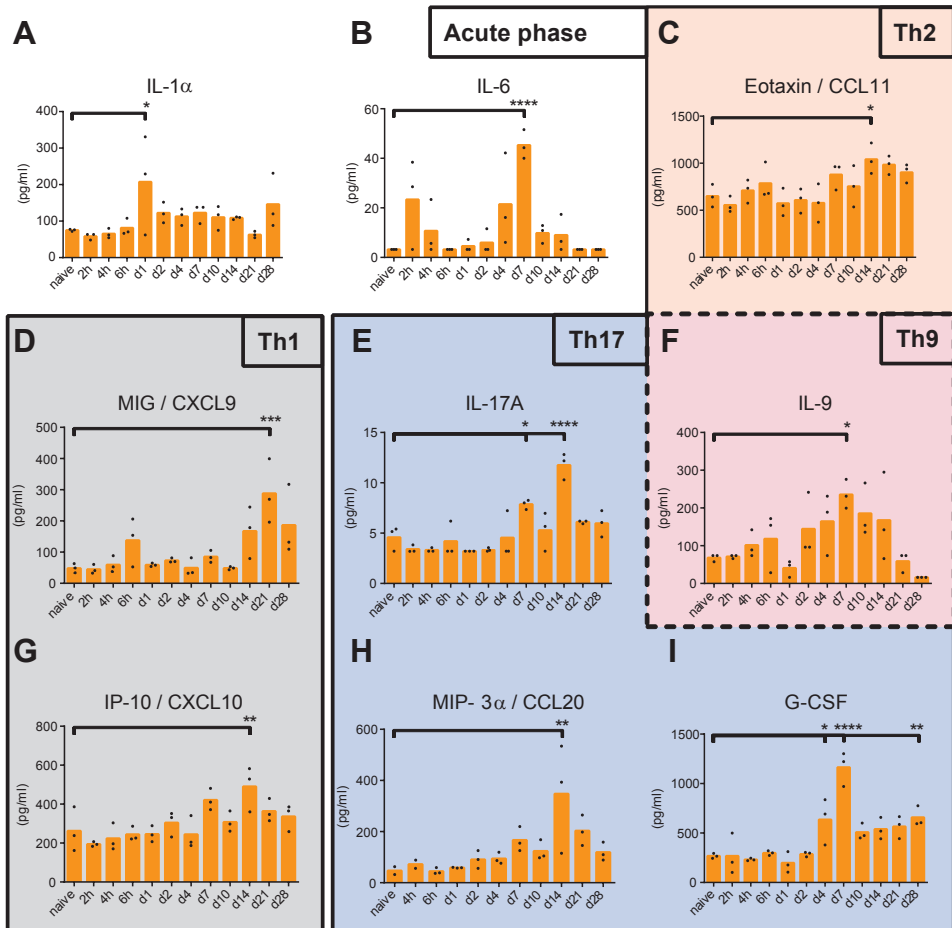 A
IL-1α
*
(pg/ml)
400
300
200
100
0
naive 2h 4h 6h d1 d2 d4 d7 d10 d14 d21 d28
B
Acute phase
IL-6
****
(pg/ml)
60
40
20
0
naive 2h 4h 6h d1 d2 d4 d7 d10 d14 d21 d28
C
Th2
Eotaxin / CCL11
*
(pg/ml)
1500
1000
500
0
naive 2h 4h 6h d1 d2 d4 d7 d10 d14 d21 d28
D
Th1
MIG / CXCL9
***
(pg/ml)
500
400
300
200
100
0
naive 2h 4h 6h d1 d2 d4 d7 d10 d14 d21 d28
E
Th17
IL-17A
* ****
(pg/ml)
15
10
5
0
naive 2h 4h 6h d1 d2 d4 d7 d10 d14 d21 d28
F
Th9
IL-9
*
(pg/ml)
400
300
200
100
0
naive 2h 4h 6h d1 d2 d4 d7 d10 d14 d21 d28
G
IP-10 / CXCL10
**
(pg/ml)
800
600
400
200
0
naive 2h 4h 6h d1 d2 d4 d7 d10 d14 d21 d28
H
MIP- 3α / CCL20
**
(pg/ml)
600
400
200
0
naive 2h 4h 6h d1 d2 d4 d7 d10 d14 d21 d28
I
G-CSF
* **** **
(pg/ml)
1500
1000
500
0
naive 2h 4h 6h d1 d2 d4 d7 d10 d14 d21 d28